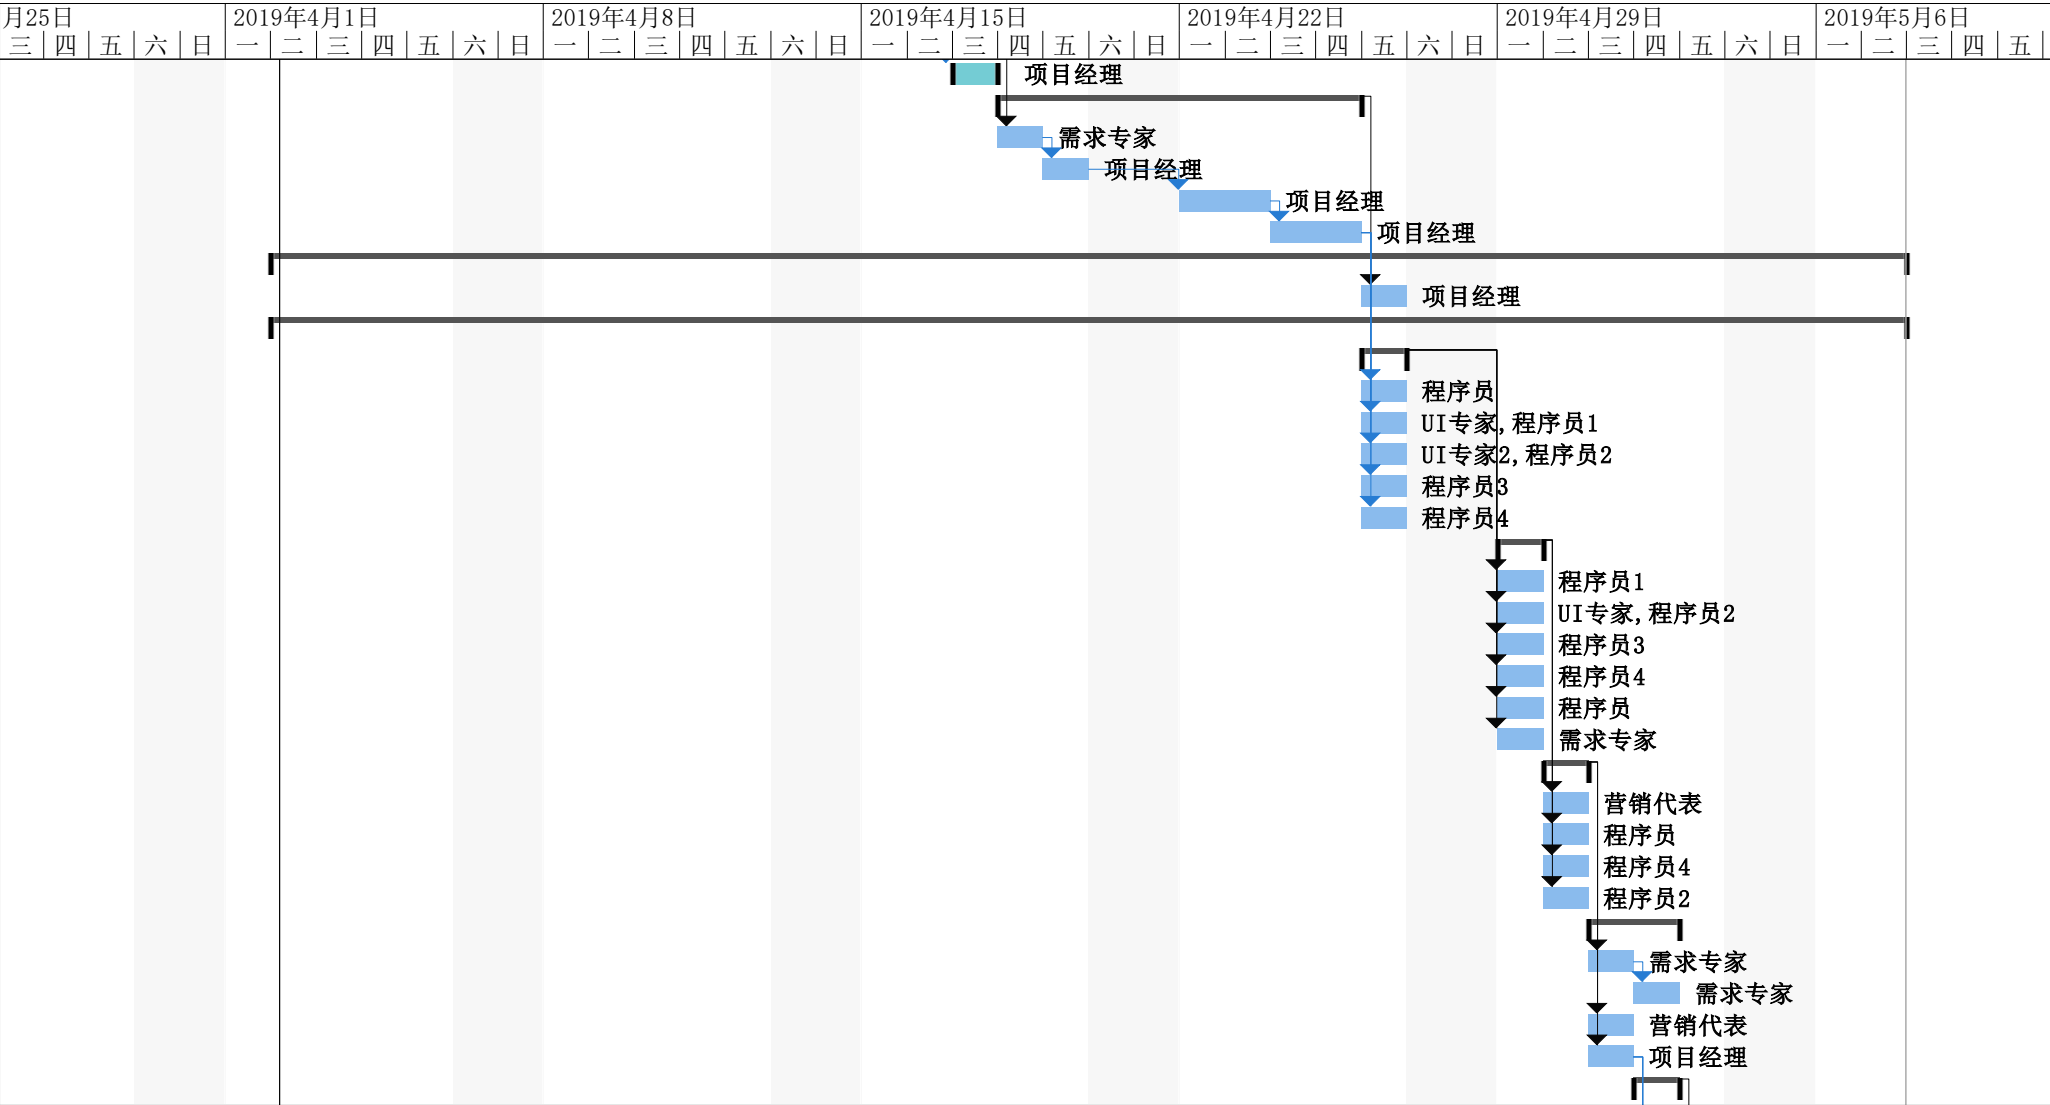 月25日 2019年4月1日 2019年4月8日 2019年4月15日 2019年4月22日 2019年4月29日 2019年5月6日
三 四 五 六 日 一 二 三 四 五 六 日 一 二 三 四 五 六 日 一 二 三 四 五 六 日 一 二 三 四 五 六 日 一 二 三 四 五 六 日 一 二 三 四 五
项目经理
需求专家
项目经理
项目经理
项目经理
项目经理
程序员
UI专家,程序员1
UI专家2,程序员2
程序员3
程序员4
程序员1
UI专家,程序员2
程序员3
程序员4
程序员
需求专家
营销代表
程序员
程序员4
程序员2
需求专家
需求专家
营销代表
项目经理